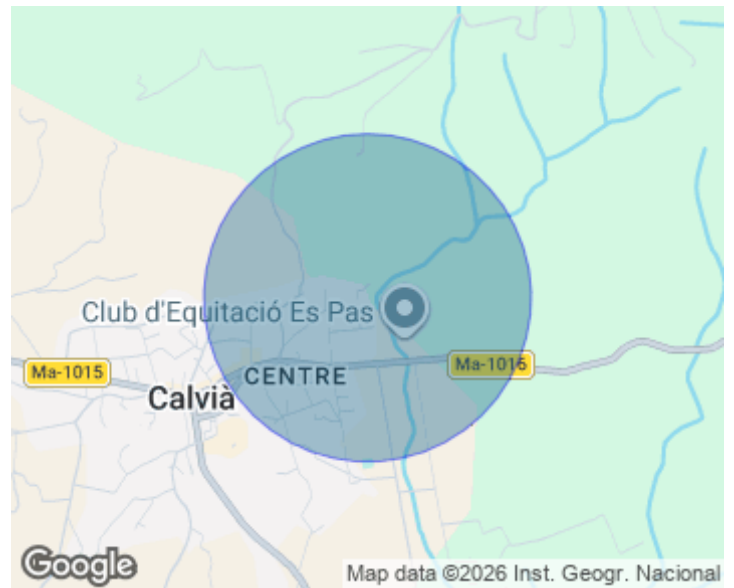 Club d'Equitació Es Pas
Ma-1015
CENTRE
Ma-1016
Calvià
Google
Map data ©2026 Inst. Geogr. Nacional